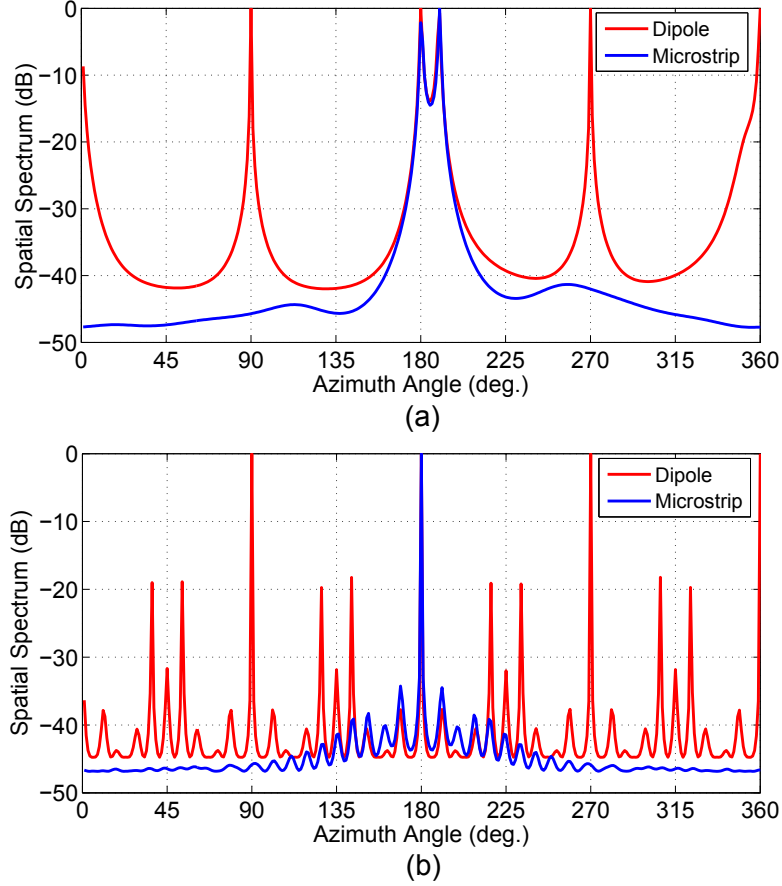 0
−10
−20
−30
−40
−50
Spatial Spectrum (dB)
Dipole
Microstrip
0 45 90 135 180 225 270 315 360
Azimuth Angle (deg.)
(a)
0
−10
−20
−30
−40
−50
Spatial Spectrum (dB)
Dipole
Microstrip
0 45 90 135 180 225 270 315 360
Azimuth Angle (deg.)
(b)